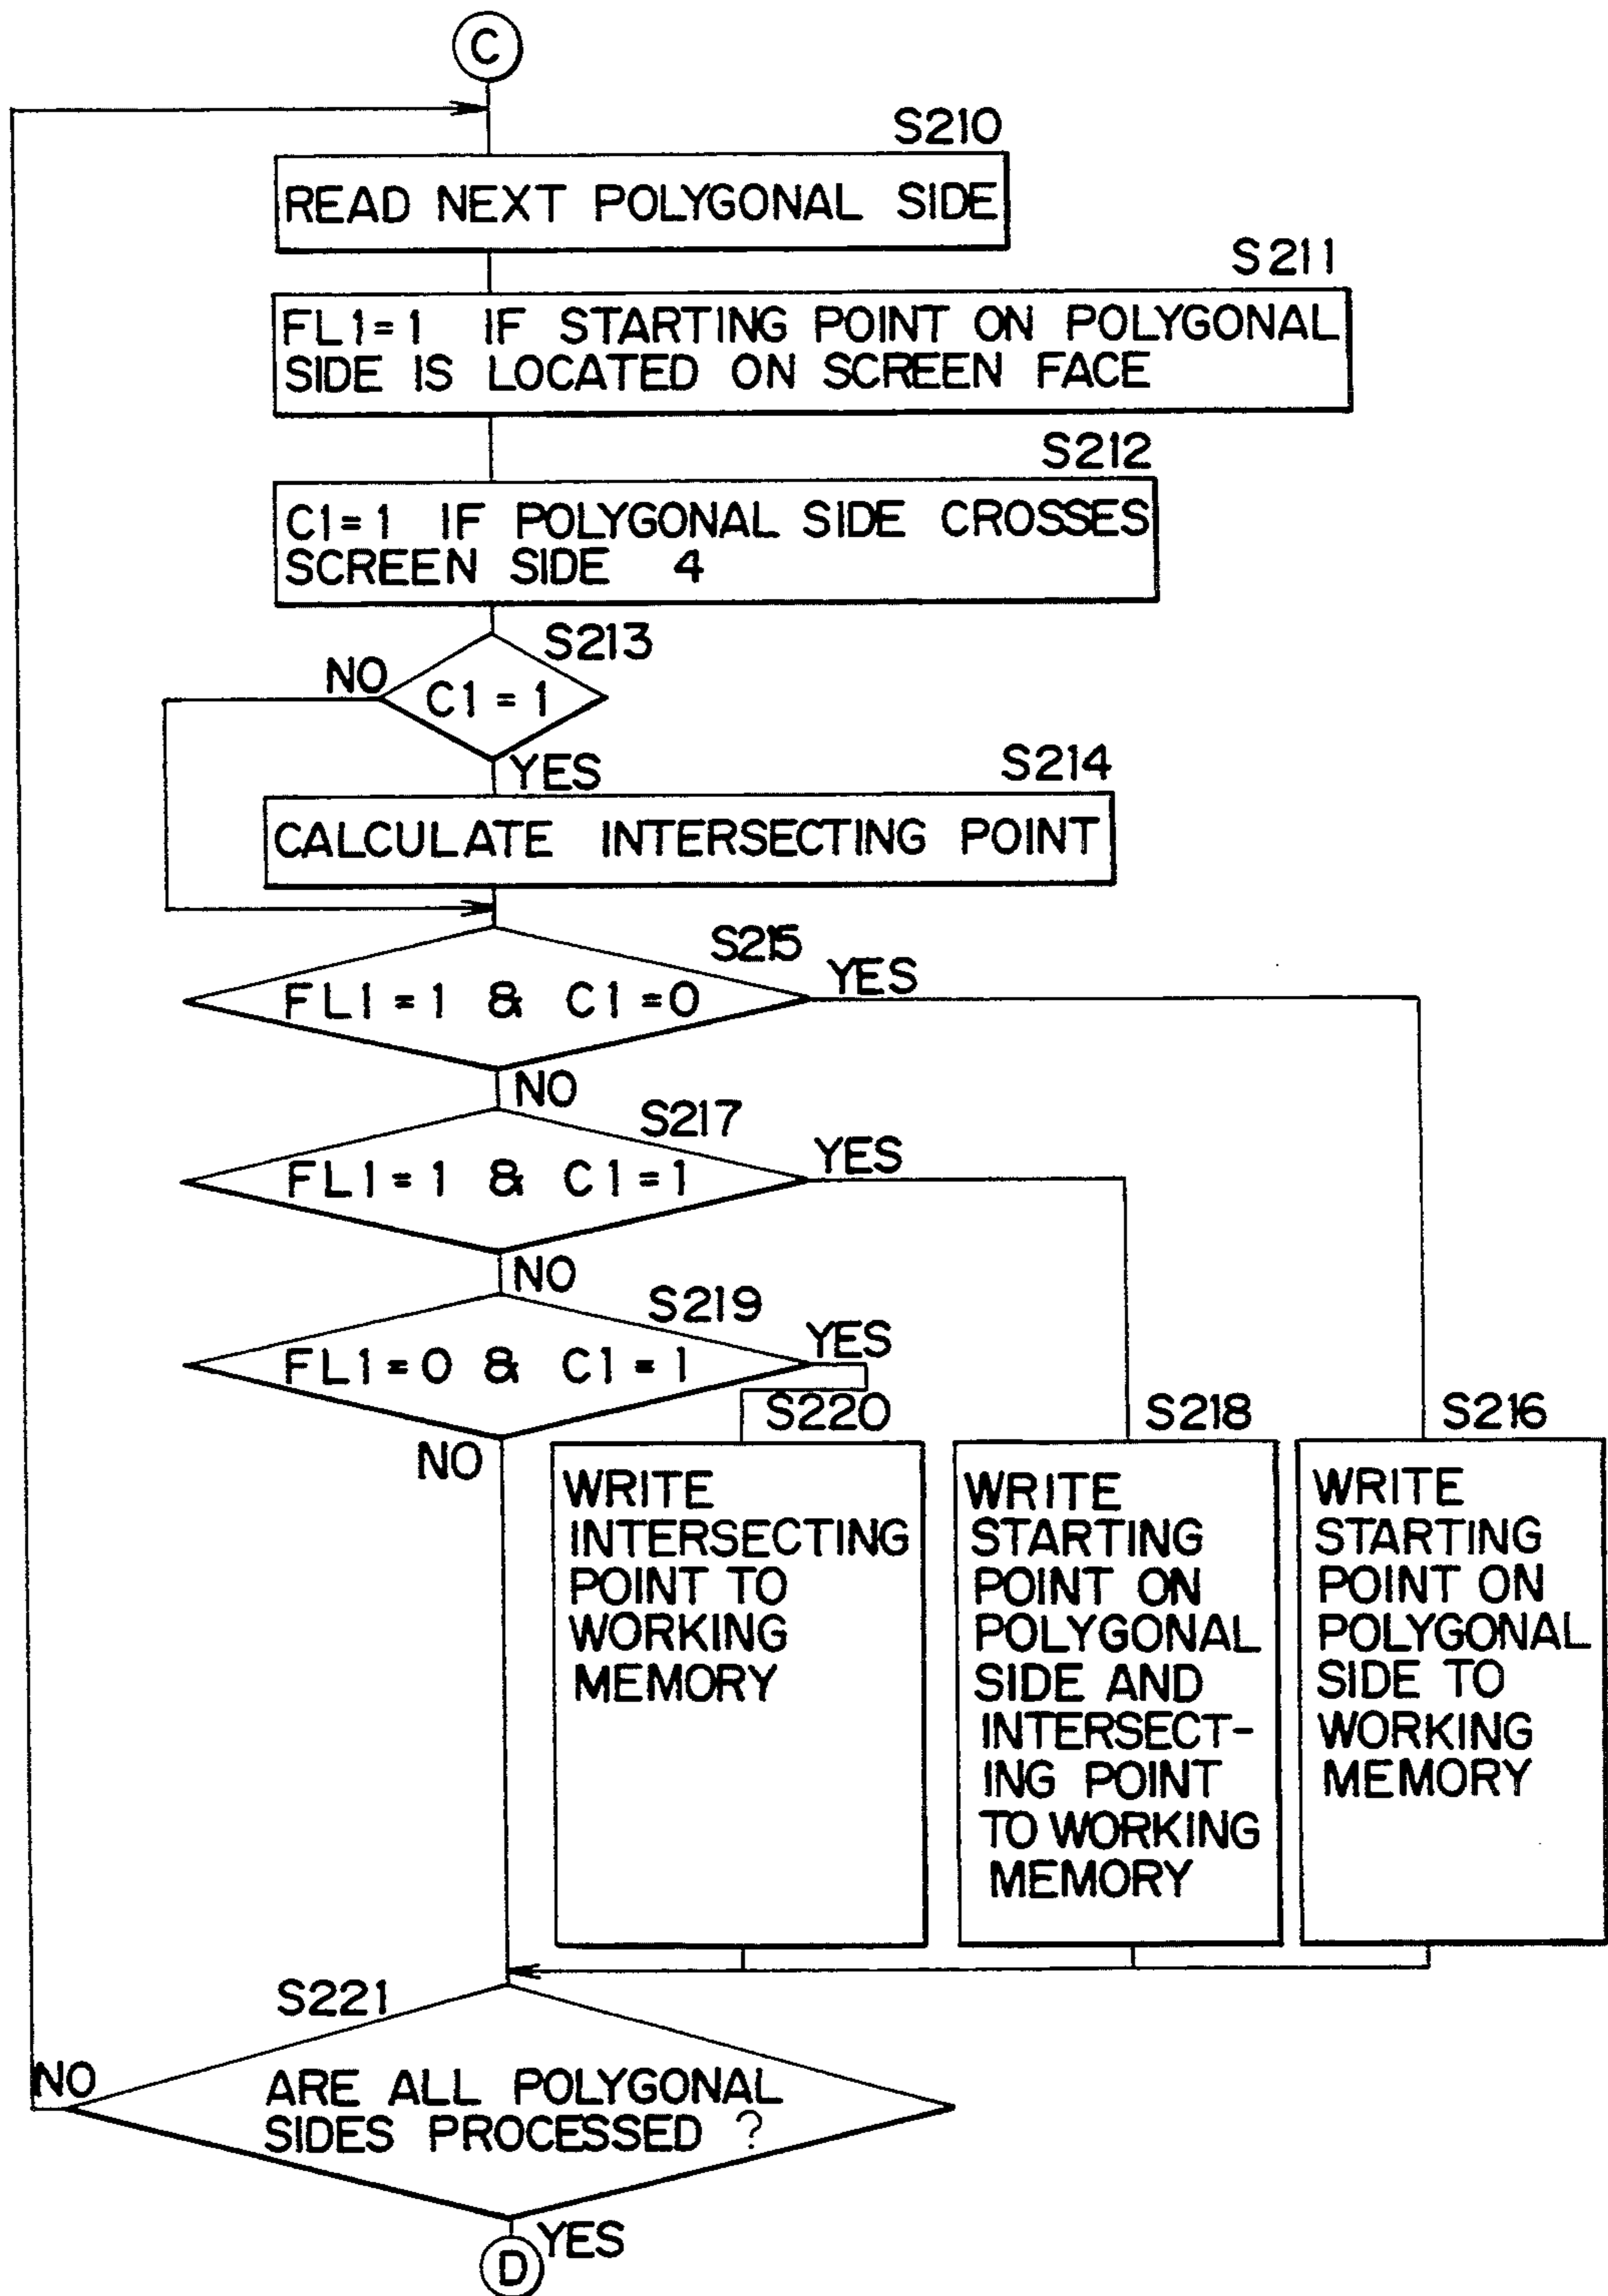 C
S210
READ NEXT POLYGONAL SIDE
S211
FL1=1 IF STARTING POINT ON POLYGONAL
SIDE IS LOCATED ON SCREEN FACE
S212
C1=1 IF POLYGONAL SIDE CROSSES
SCREEN SIDE 4
S213
NO
C1=1
YES
S214
CALCULATE INTERSECTING POINT
S215
YES
FL1=1 & C1=0
NO
S217
YES
FL1=1 & C1=1
NO
S219
YES
FL1=0 & C1=1
NO
S220
WRITE
INTERSECTING
POINT TO
WORKING
MEMORY
S218
WRITE
STARTING
POINT ON
POLYGONAL
SIDE AND
INTERSECT-
ING POINT
TO WORKING
MEMORY
S216
WRITE
STARTING
POINT ON
POLYGONAL
SIDE TO
WORKING
MEMORY
S221
NO
ARE ALL POLYGONAL
SIDES PROCESSED ?
YES
D